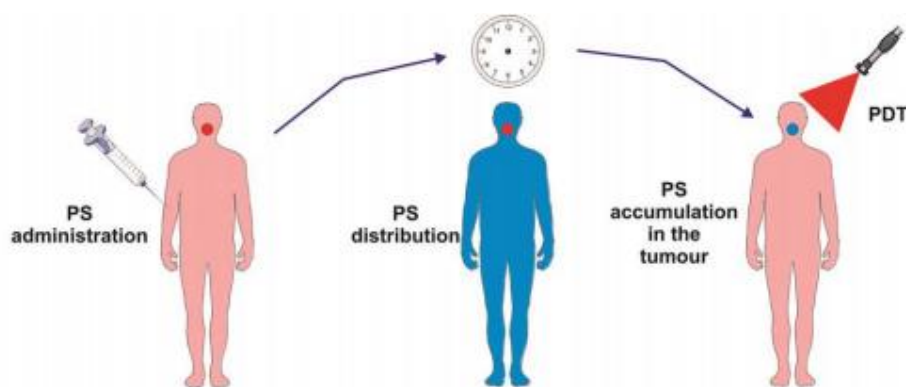 PS
administration
PS
distribution
PS
accumulation
in the
tumour
PDT